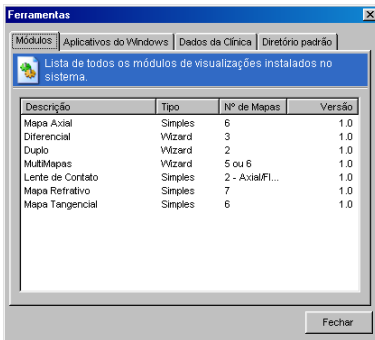 Ferramentas
Módulos Aplicativos do Windows Dados da Clínica Diretório padrão
Lista de todos os módulos de visualizações instalados no
sistema.
Descrição Tipo Nº de Mapas Versão
Mapa Axial Simples 6 1.0
Diferencial Wizard 3 1.0
Duplo Wizard 2 1.0
MultiMapas Wizard 5 ou 6 1.0
Lente de Contato Simples 2 - Axial/Fl... 1.0
Mapa Refrativo Simples 7 1.0
Mapa Tangencial Simples 6 1.0
Fechar